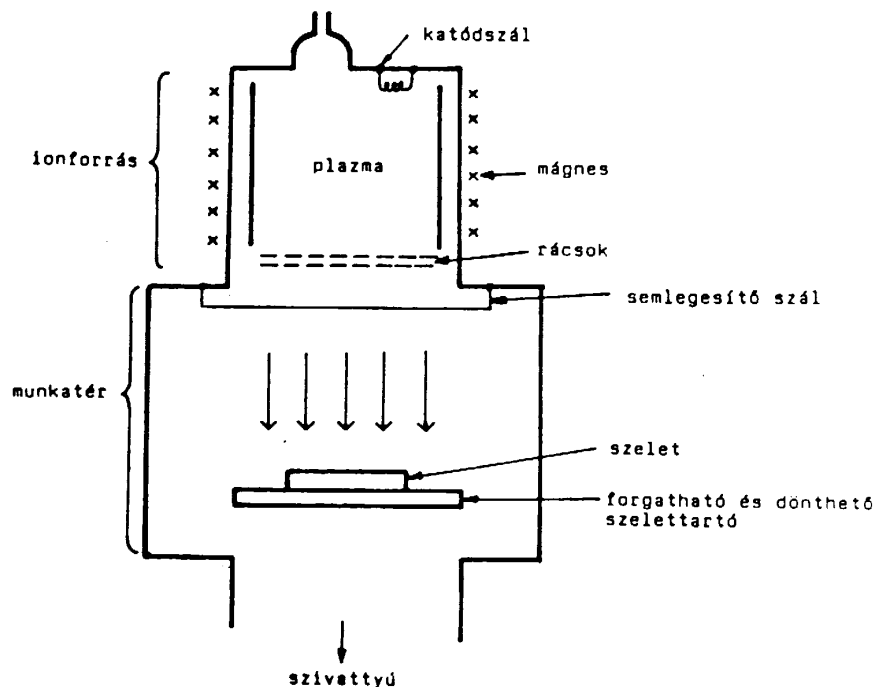 katódszál
ionforrás
plazma
mágnes
rácsok
semlegesítő szál
munkatér
szelet
forgatható és dönthető
szelettartó
szivattyú